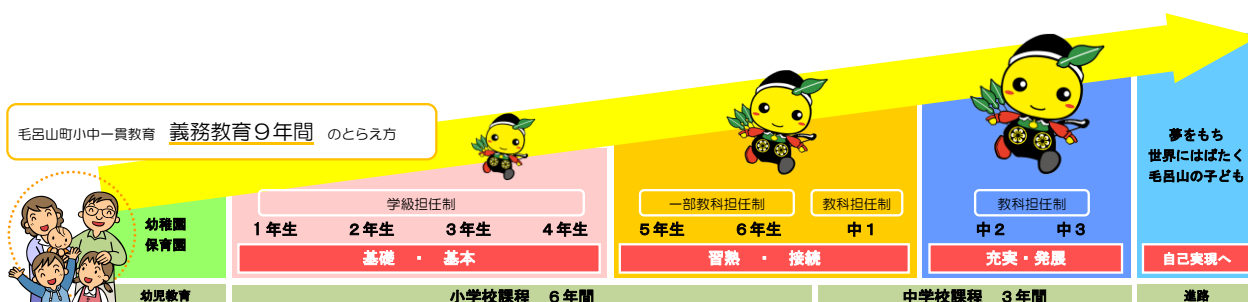 毛呂山町小中一貫教育 義務教育9年間 のとらえ方
幼稚園
保育園
学級担任制
1年生 2年生 3年生 4年生
基礎 ・ 基本
一部教科担任制 教科担任制
5年生 6年生 中1
習熟 ・ 接続
教科担任制
中2 中3
充実・発展
夢をもち
世界にはばたく
毛呂山の子ども
自己実現へ
幼児教育 小学校課程 6年間 中学校課程 3年間 進路